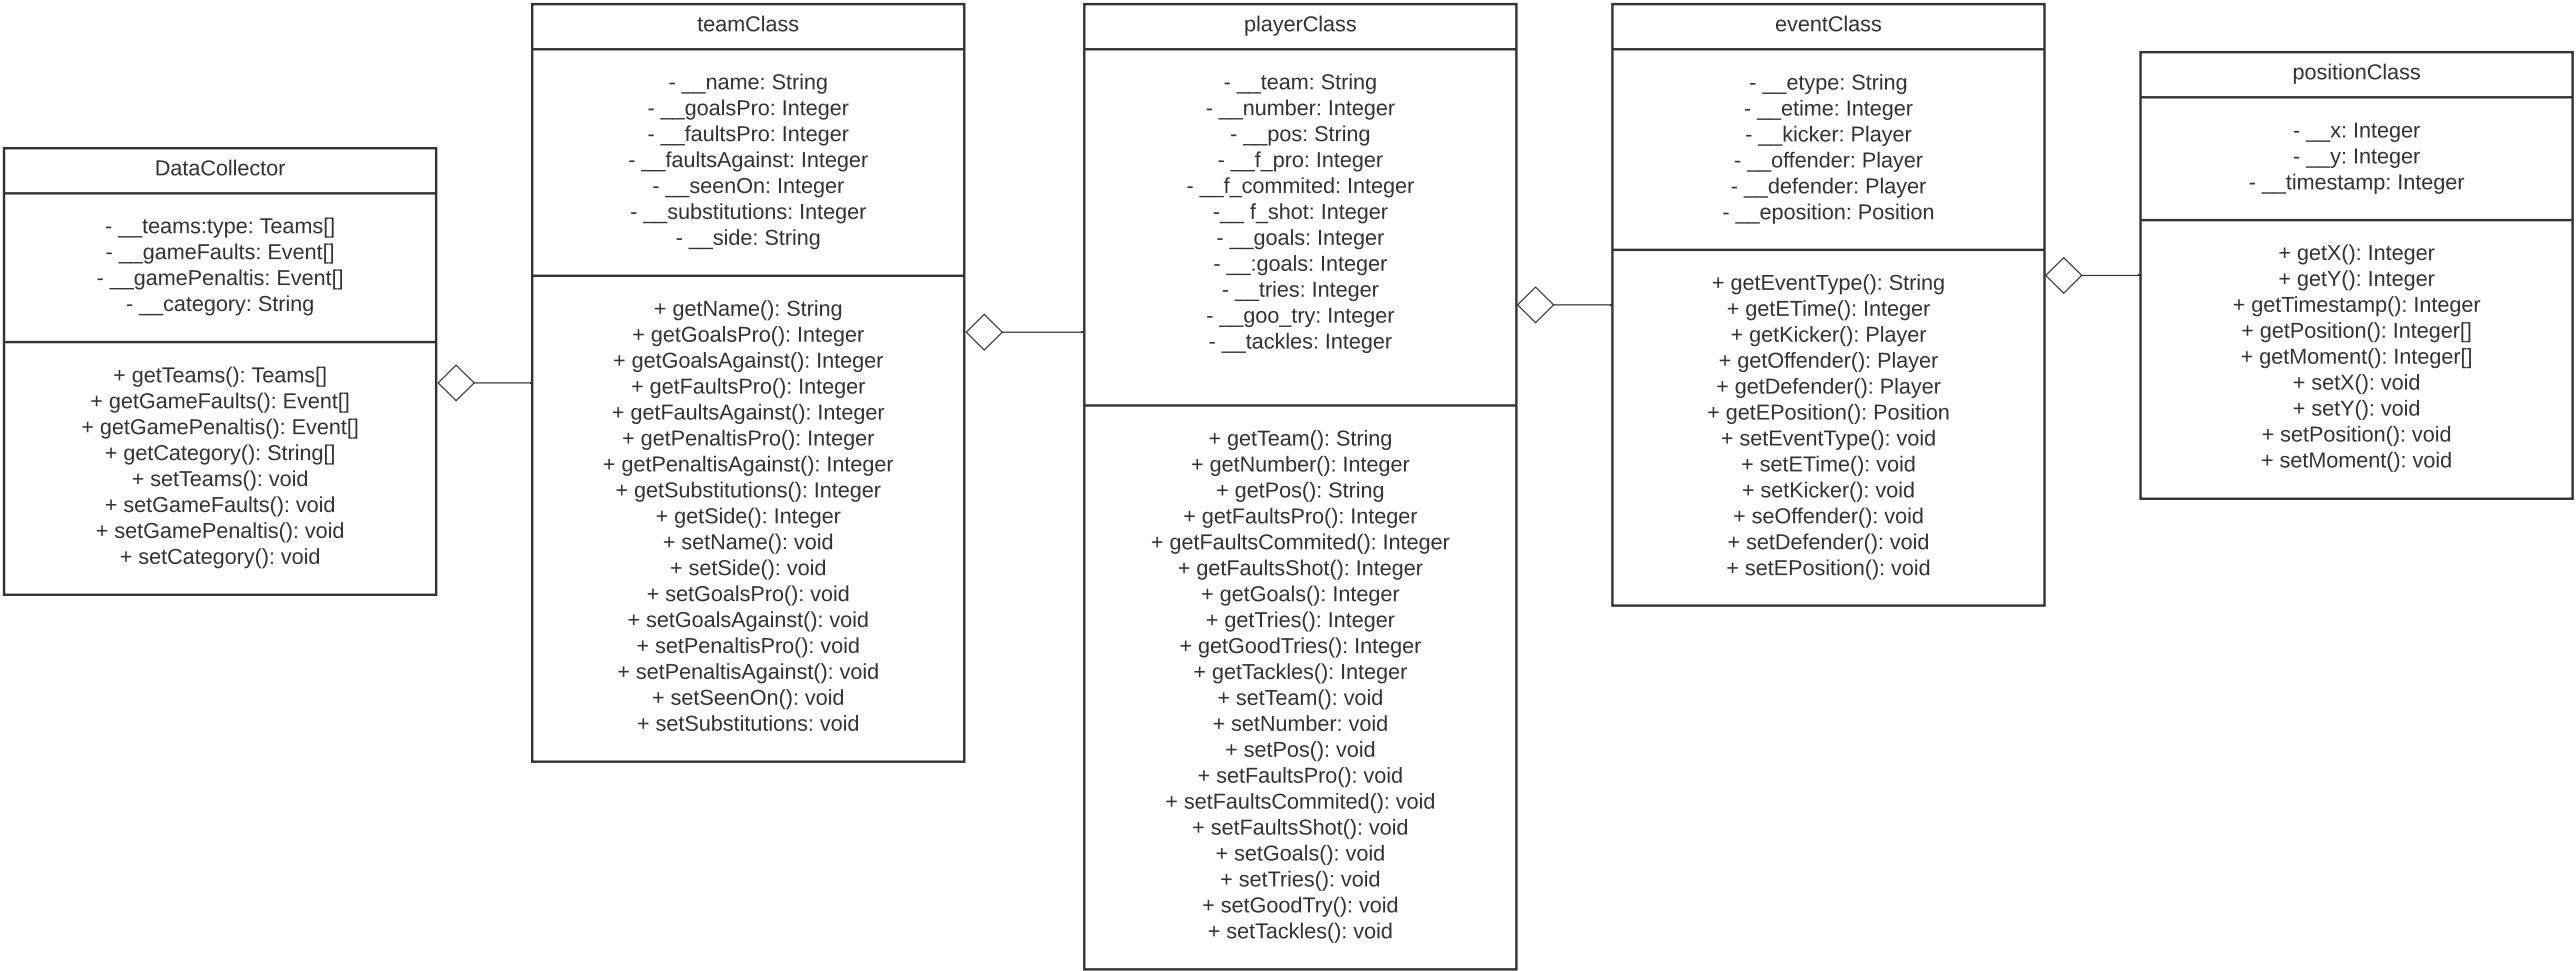 DataCollector
- __teams:type: Teams[]
- __gameFaults: Event[]
- __gamePenaltis: Event[]
- __category: String
+ getTeams(): Teams[]
+ getGameFaults(): Event[]
+ getGamePenaltis(): Event[]
+ getCategory(): String[]
+ setTeams(): void
+ setGameFaults(): void
+ setGamePenaltis(): void
+ setCategory(): void
teamClass
- __name: String
- __goalsPro: Integer
- __faultsPro: Integer
- __faultsAgainst: Integer
- __seenOn: Integer
- __substitutions: Integer
- __side: String
+ getName(): String
+ getGoalsPro(): Integer
+ getGoalsAgainst(): Integer
+ getFaultsPro(): Integer
+ getFaultsAgainst(): Integer
+ getPenaltisPro(): Integer
+ getPenaltisAgainst(): Integer
+ getSubstitutions(): Integer
+ getSide(): Integer
+ setName(): void
+ setSide(): void
+ setGoalsPro(): void
+ setGoalsAgainst(): void
+ setPenaltisPro(): void
+ setPenaltisAgainst(): void
+ setSeenOn(): void
+ setSubstitutions: void
playerClass
- __team: String
- __number: Integer
- __pos: String
- __f_pro: Integer
- __f_commited: Integer
-__ f_shot: Integer
- __goals: Integer
- __:goals: Integer
- __tries: Integer
- __goo_try: Integer
- __tackles: Integer
+ getTeam(): String
+ getNumber(): Integer
+ getPos(): String
+ getFaultsPro(): Integer
+ getFaultsCommited(): Integer
+ getFaultsShot(): Integer
+ getGoals(): Integer
+ getTries(): Integer
+ getGoodTries(): Integer
+ getTackles(): Integer
+ setTeam(): void
+ setNumber: void
+ setPos(): void
+ setFaultsPro(): void
+ setFaultsCommited(): void
+ setFaultsShot(): void
+ setGoals(): void
+ setTries(): void
+ setGoodTry(): void
+ setTackles(): void
eventClass
- __etype: String
- __etime: Integer
- __kicker: Player
- __offender: Player
- __defender: Player
- __eposition: Position
+ getEventType(): String
+ getETime(): Integer
+ getKicker(): Player
+ getOffender(): Player
+ getDefender(): Player
+ getEPosition(): Position
+ setEventType(): void
+ setETime(): void
+ setKicker(): void
+ seOffender(): void
+ setDefender(): void
+ setEPosition(): void
positionClass
- __x: Integer
- __y: Integer
- __timestamp: Integer
+ getX(): Integer
+ getY(): Integer
+ getTimestamp(): Integer
+ getPosition(): Integer[]
+ getMoment(): Integer[]
+ setX(): void
+ setY(): void
+ setPosition(): void
+ setMoment(): void